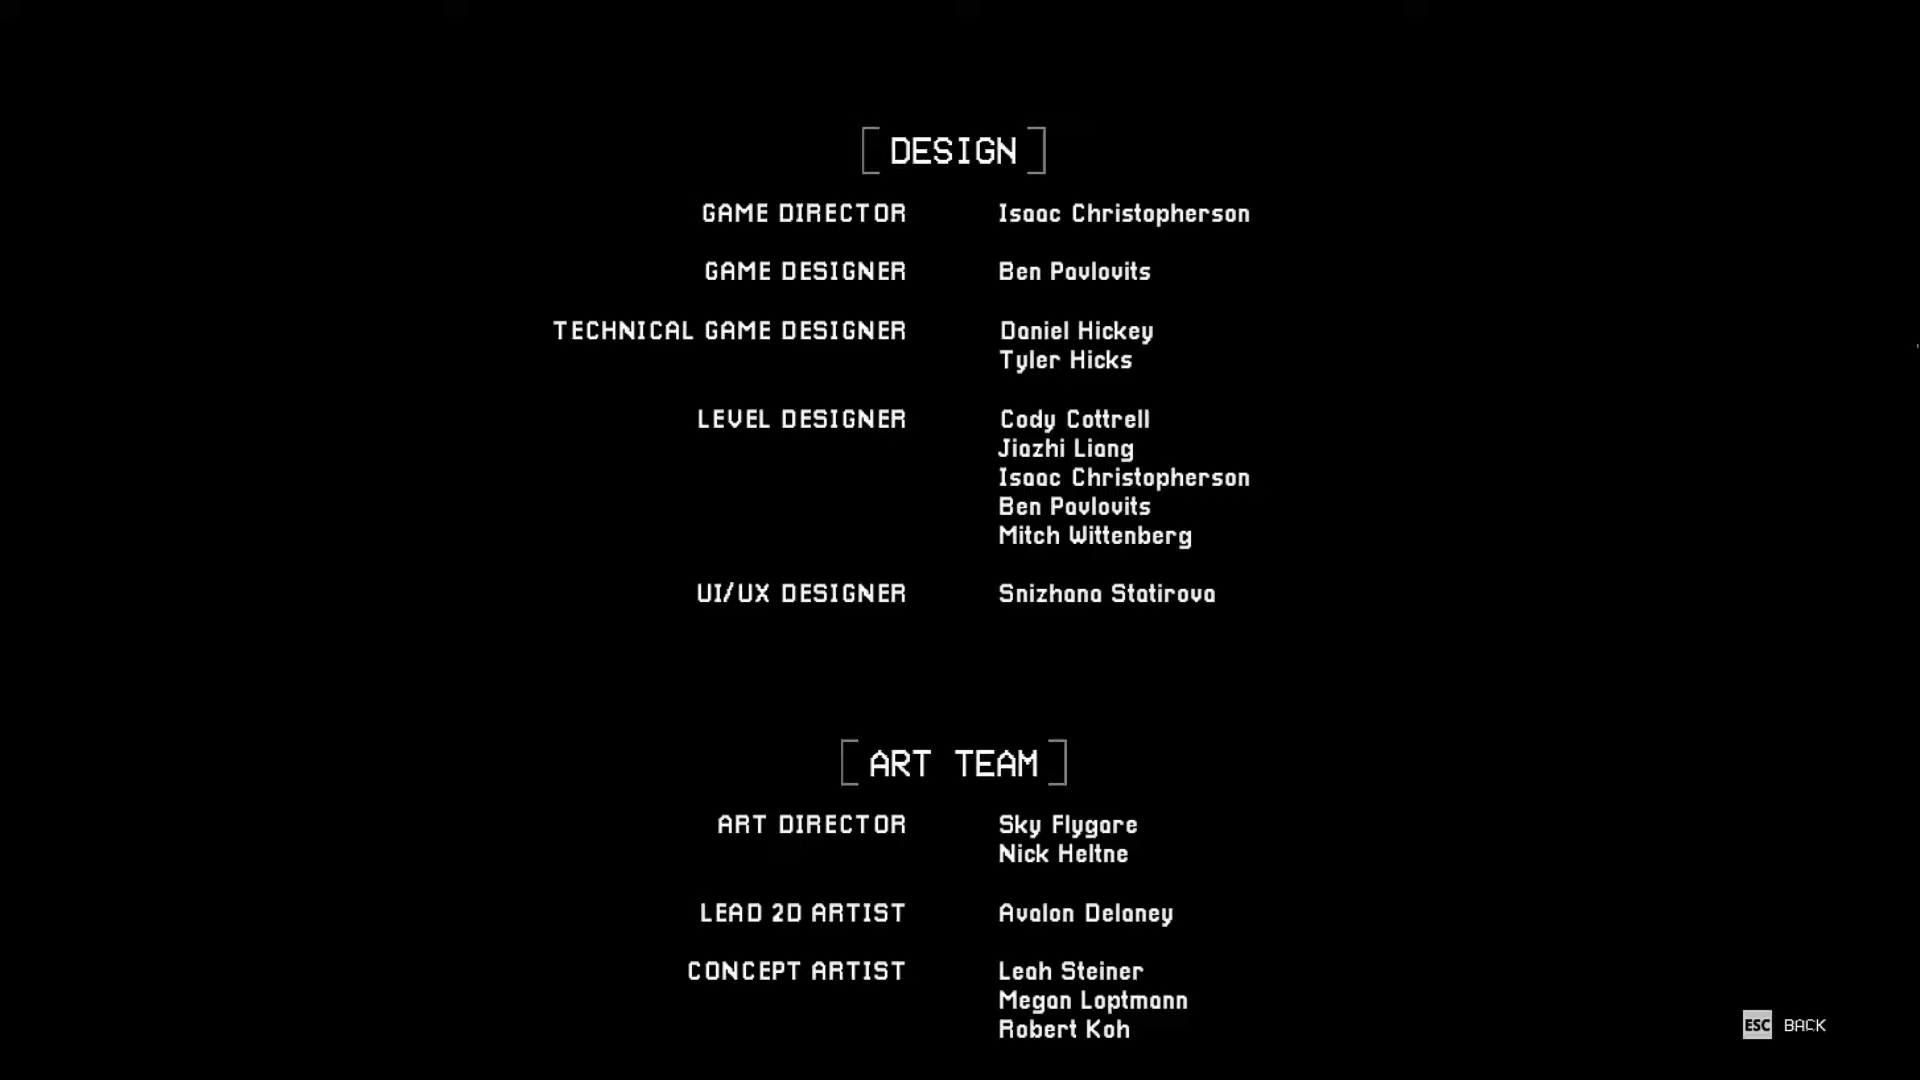 DESIGN
GAME DIRECTOR Isaac Christopherson
GAME DESIGNER Ben Pavlovits
TECHNICAL GAME DESIGNER Daniel Hickey
Tyler Hicks
LEVEL DESIGNER Cody Cottrell
Jiazhi Liang
Isaac Christopherson
Ben Pavlovits
Mitch Wittenberg
UI/UX DESIGNER Snizhana Statirova
ART TEAM
ART DIRECTOR Sky Flygare
Nick Heltne
LEAD 2D ARTIST Avalon Delaney
CONCEPT ARTIST Leah Steiner
Megan Loptmann
Robert Koh
ESC BACK